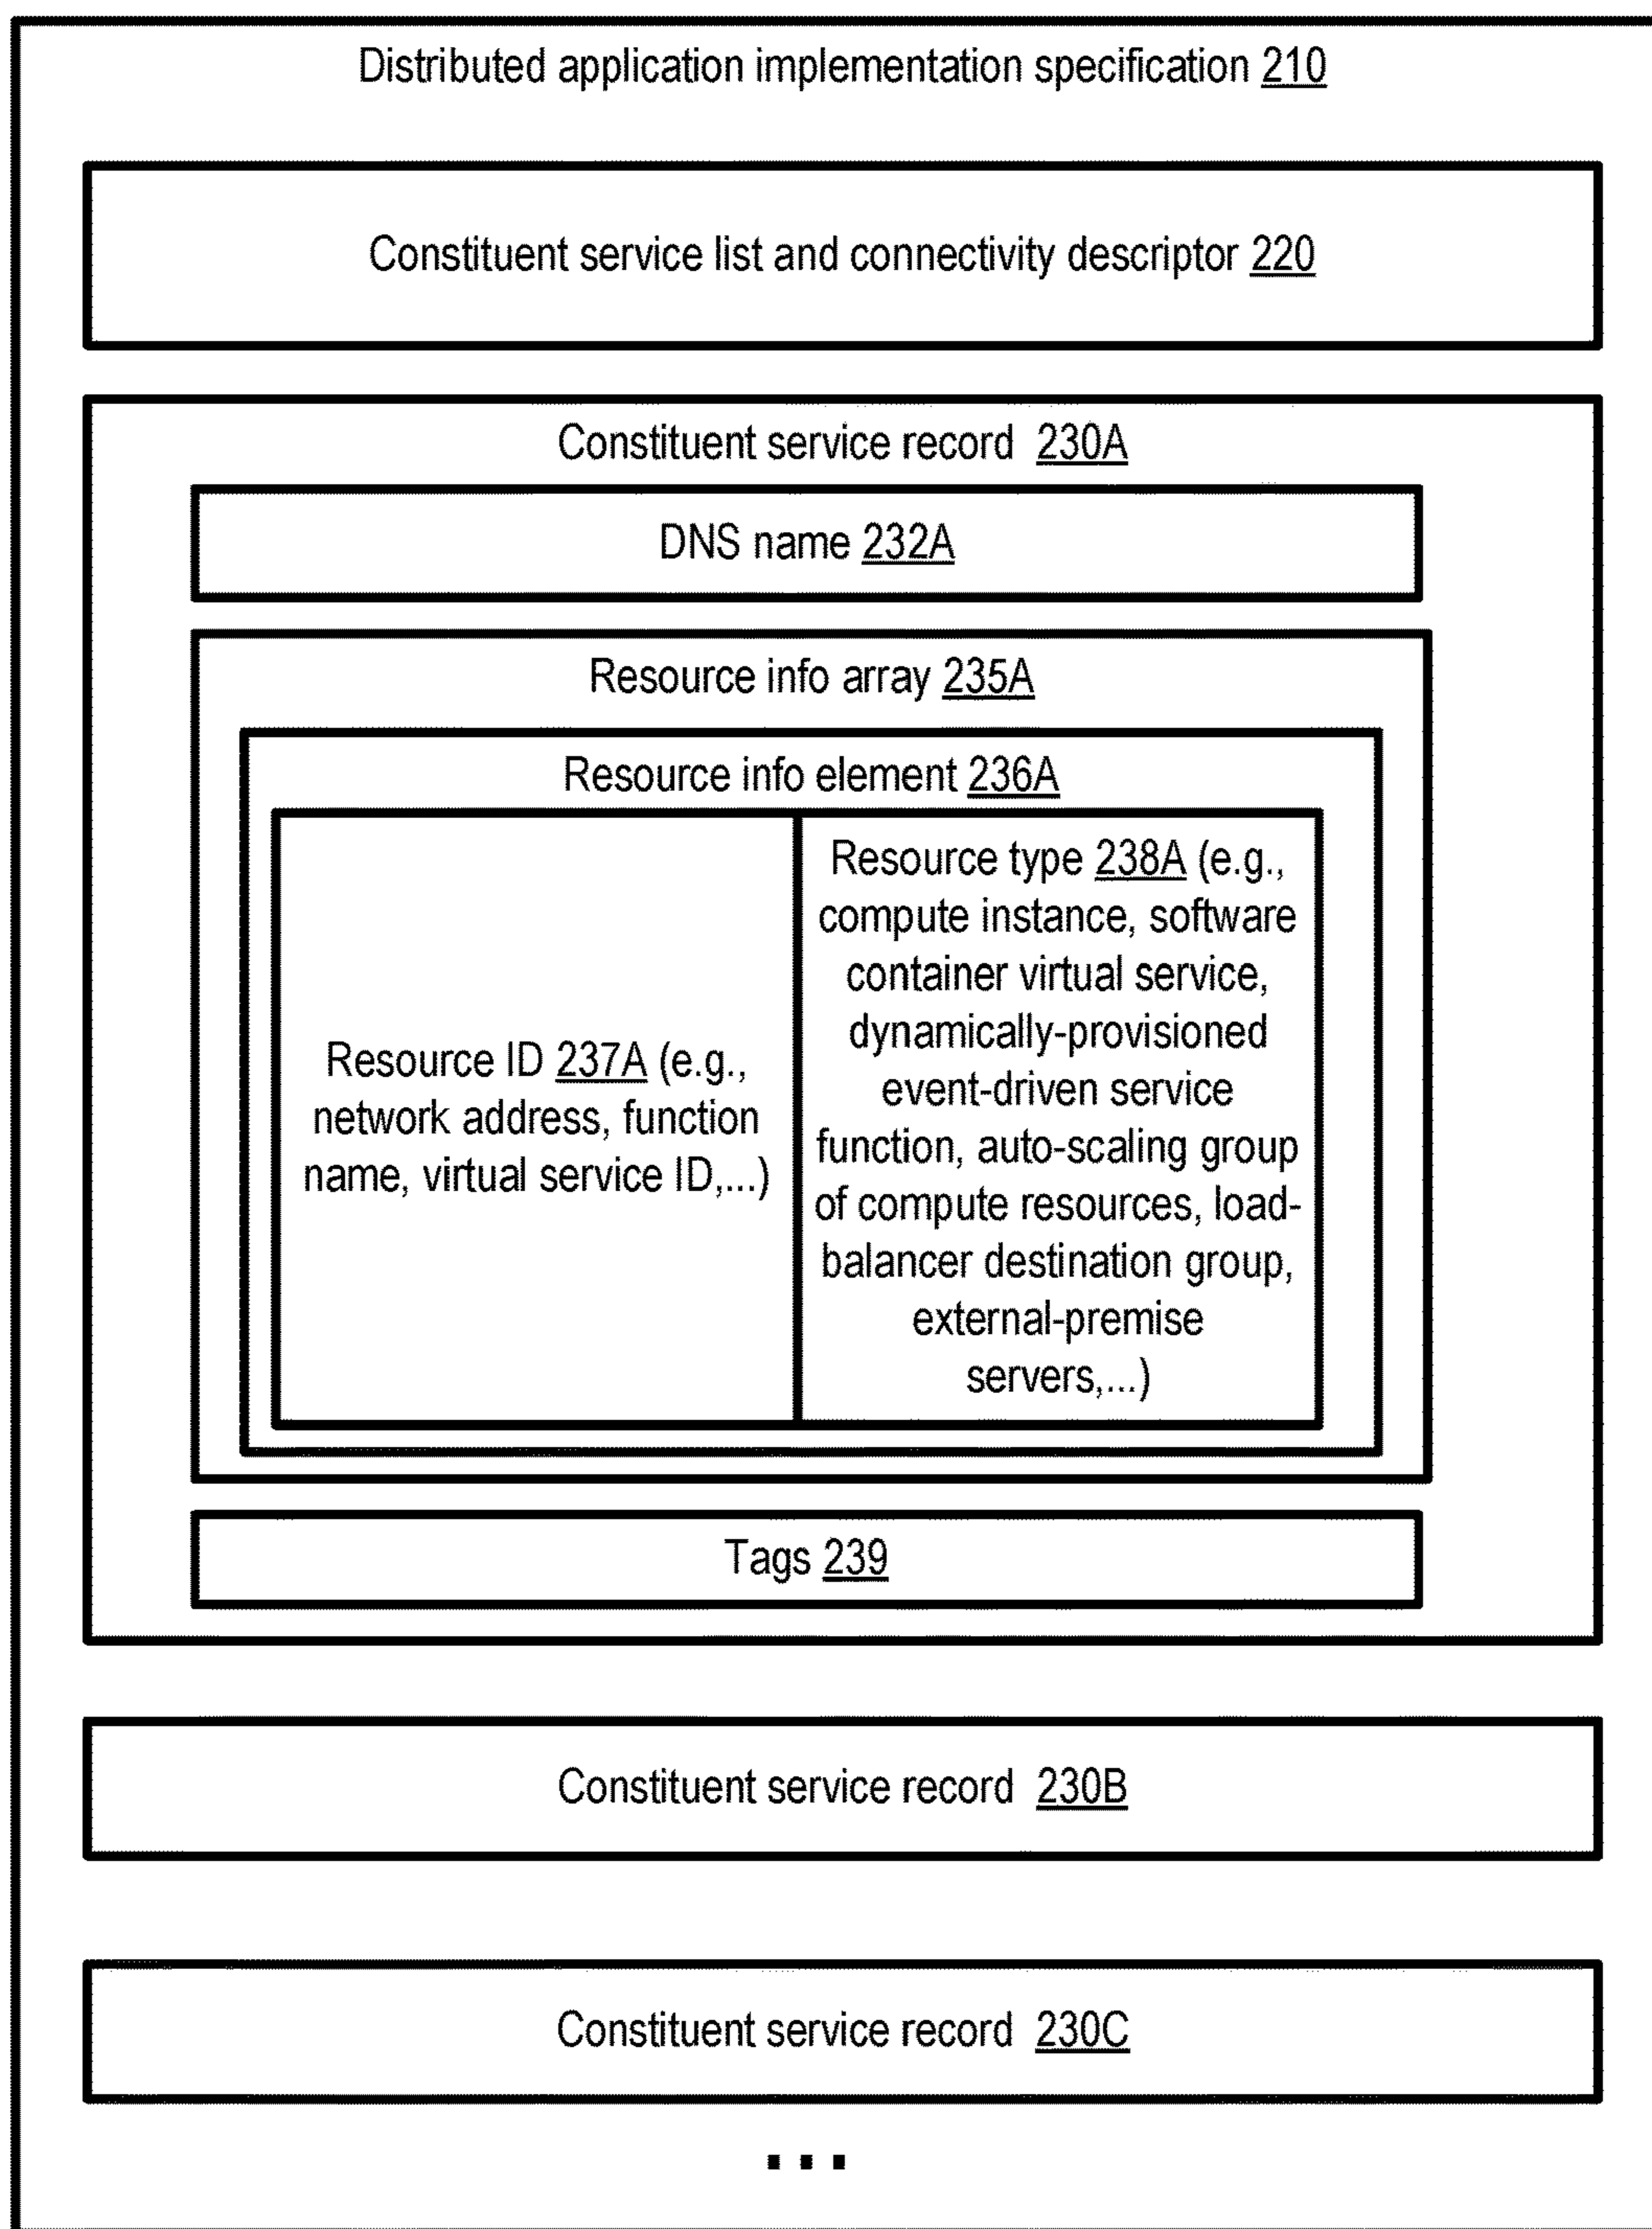 Distributed application implementation specification 210
Constituent service list and connectivity descriptor 220
Constituent service record 230A
DNS name 232A
Resource info array 235A
Resource info element 236A
Resource ID 237A (e.g.,
network address, function
name, virtual service ID,...)
Resource type 238A (e.g.,
compute instance, software
container virtual service,
dynamically-provisioned
event-driven service
function, auto-scaling group
of compute resources, load-
balancer destination group,
external-premise
servers,...)
Tags 239
Constituent service record 230B
Constituent service record 230C
...